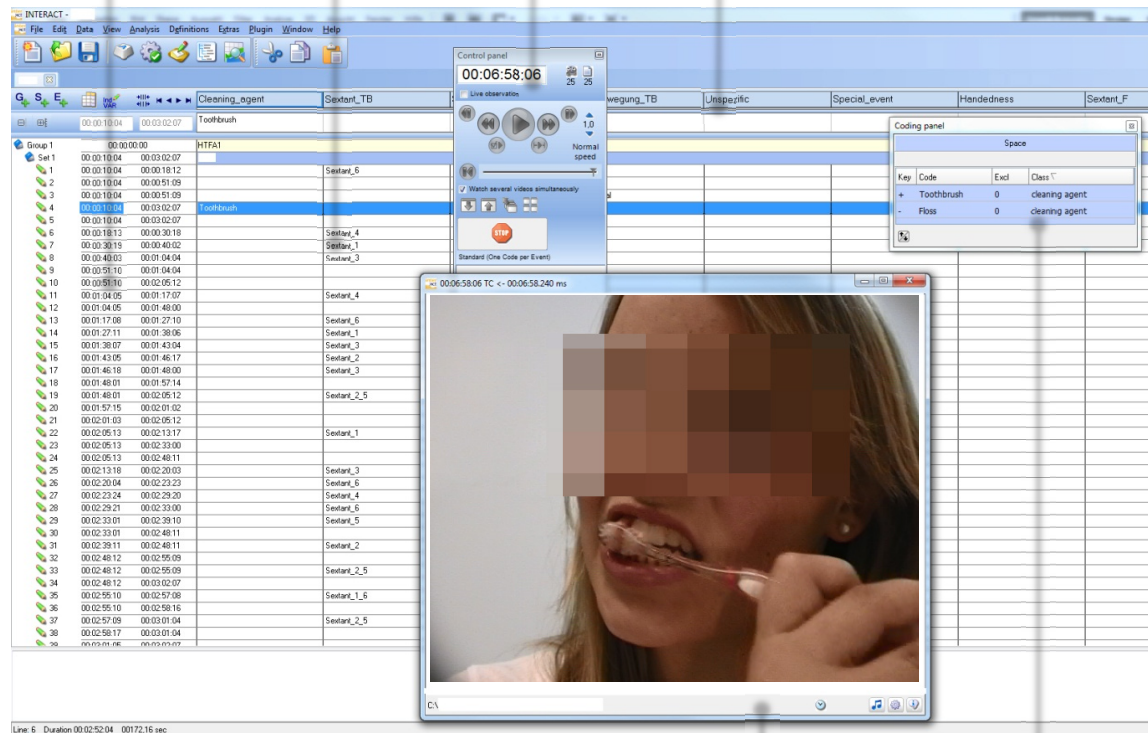 INTERACT -
File Edit Data View Analysis Definitions Extras Plugin Window Help
Control panel
00:06:58:06
25 25
Live observation
1,0
Normal speed
Watch several videos simultaneously
STOP
Standard (One Code per Event)
G S E Ind VAR Cleaning_agent Sextant_TB wegung_TB Unspezific Special_event Handedness Sextant_F
00:00:10:04 00:03:02:07 Toothbrush
Coding panel
Space
Key Code Excl Class
+ Toothbrush 0 cleaning agent
- Floss 0 cleaning agent
Group 1 00:00:00:00 HTFA1
Set 1 00:00:10:04 00:03:02:07
1 00:00:10:04 00:00:18:12 Sextant_6
2 00:00:10:04 00:00:51:09
3 00:00:10:04 00:00:51:09
4 00:00:10:04 00:03:02:07 Toothbrush
5 00:00:10:04 00:03:02:07
6 00:00:18:13 00:00:30:18 Sextant_4
7 00:00:30:19 00:00:40:02 Sextant_1
8 00:00:40:03 00:01:04:04 Sextant_3
9 00:00:51:10 00:01:04:04
10 00:00:51:10 00:02:05:12
11 00:01:04:05 00:01:17:07 Sextant_4
12 00:01:04:05 00:01:48:00
13 00:01:17:08 00:01:27:10 Sextant_6
14 00:01:27:11 00:01:38:06 Sextant_1
15 00:01:38:07 00:01:43:04 Sextant_3
16 00:01:43:05 00:01:46:17 Sextant_2
17 00:01:46:18 00:01:48:00 Sextant_3
18 00:01:48:01 00:01:57:14
19 00:01:48:01 00:02:05:12 Sextant_2_5
20 00:01:57:15 00:02:01:02
21 00:02:01:03 00:02:05:12
22 00:02:05:13 00:02:13:17 Sextant_1
23 00:02:05:13 00:02:33:00
24 00:02:05:13 00:02:48:11
25 00:02:13:18 00:02:20:03 Sextant_3
26 00:02:20:04 00:02:23:23 Sextant_6
27 00:02:23:24 00:02:29:20 Sextant_4
28 00:02:29:21 00:02:33:00 Sextant_6
29 00:02:33:01 00:02:39:10 Sextant_5
30 00:02:33:01 00:02:48:11
31 00:02:39:11 00:02:48:11 Sextant_2
32 00:02:48:12 00:02:55:09
33 00:02:48:12 00:02:55:09 Sextant_2_5
34 00:02:48:12 00:03:02:07
35 00:02:55:10 00:02:57:08 Sextant_1_6
36 00:02:55:10 00:02:58:16
37 00:02:57:09 00:03:01:04 Sextant_2_5
38 00:02:58:17 00:03:01:04
39 00:03:01:05 00:03:02:07
00:06:58:06 TC <- 00:06:58.240 ms
C:\
Line: 6 Duration 00:02:52:04 00172.16 sec